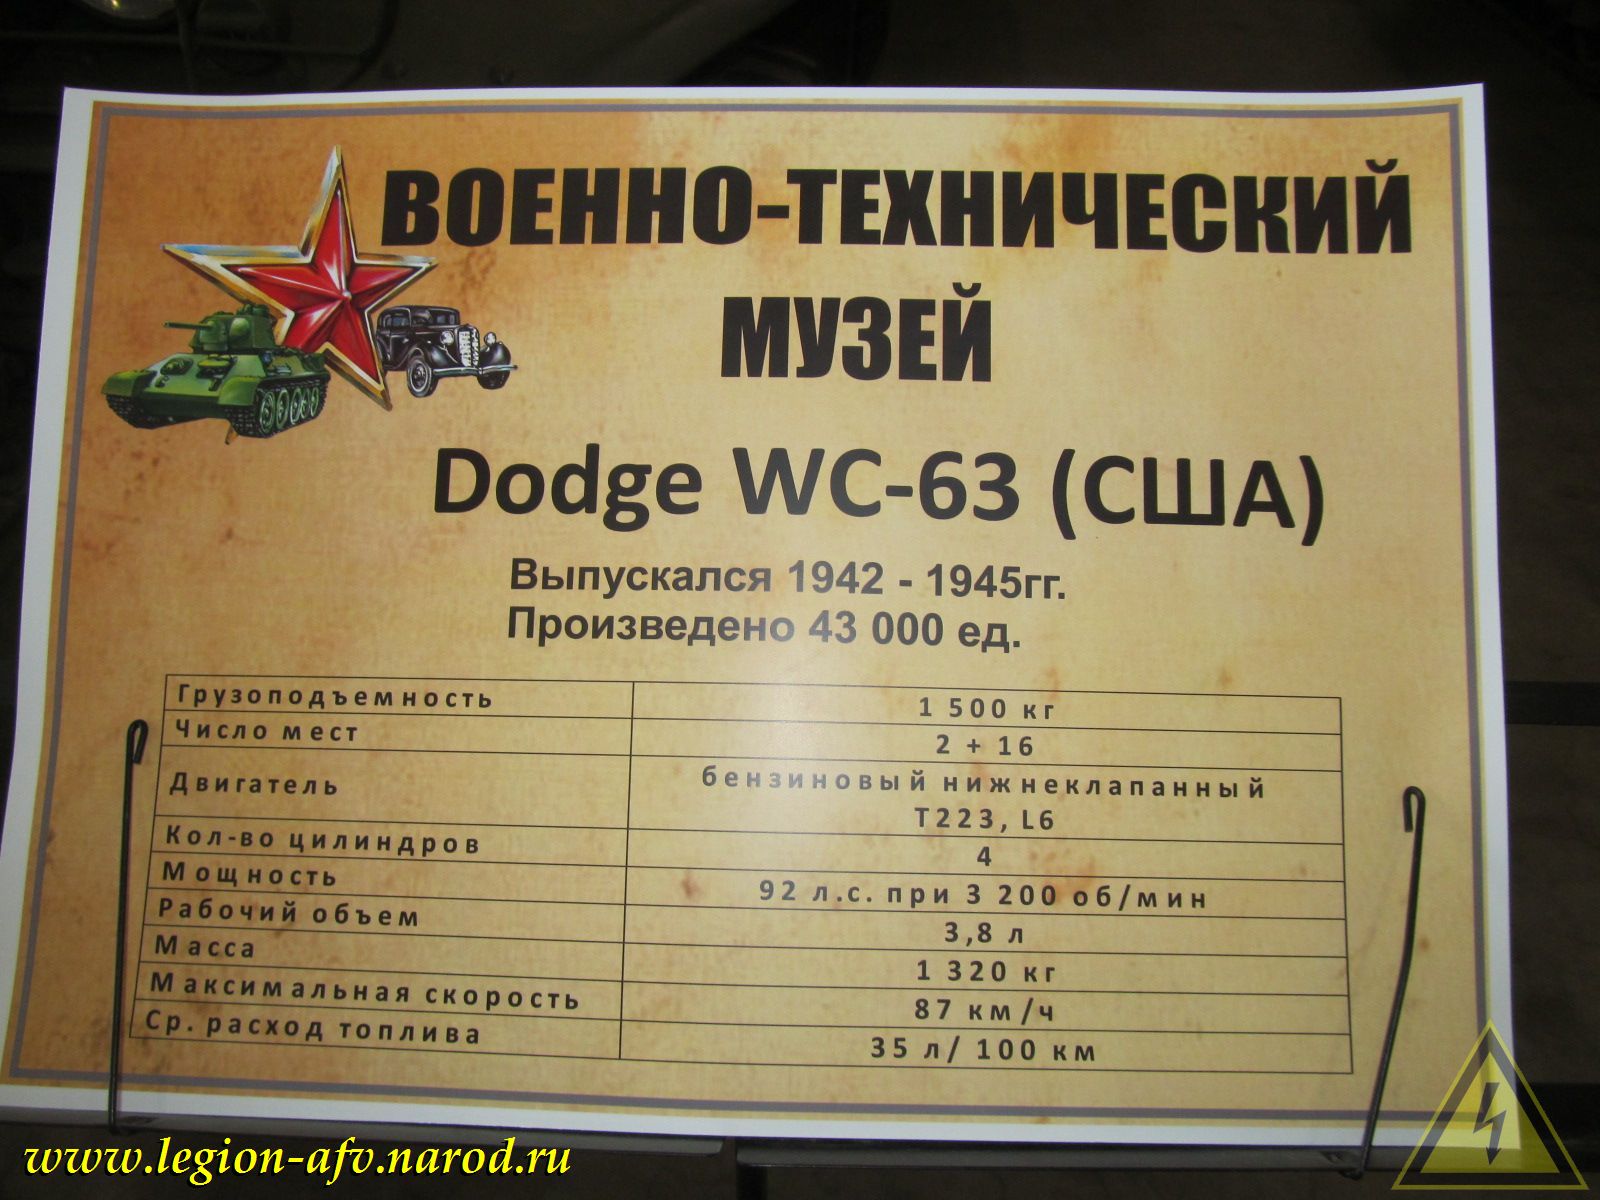 ВОЕННО-ТЕХНИЧЕСКИЙ
МУЗЕЙ
Dodge WC-63 (США)
Выпускался 1942 - 1945гг.
Произведено 43 000 ед.
Грузоподъемность 1 500 кг
Число мест 2 + 16
Двигатель бензиновый нижнеклапанный
Т223, L6
Кол-во цилиндров 4
Мощность 92 л.с. при 3 200 об/мин
Рабочий объем 3,8 л
Масса 1 320 кг
Максимальная скорость 87 км/ч
Ср. расход топлива 35 л/ 100 км
www.legion-afv.narod.ru